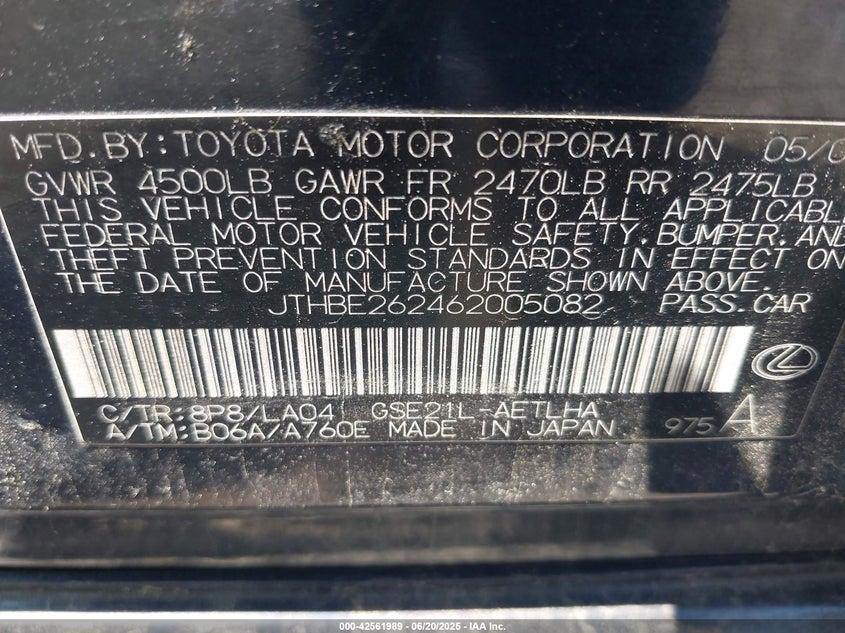 MFD.BY:TOYOTA MOTOR CORPORATION 05/0
GVWR 4500LB GAWR FR 2470LB RR 2475LB
THIS VEHICLE CONFORMS TO ALL APPLICABLE
FEDERAL MOTOR VEHICLE SAFETY.BUMPER.AND
THEFT PREVENTION STANDARDS IN EFFECT ON
THE DATE OF MANUFACTURE SHOWN ABOVE.
JTHBE262462005082 PASS.CAR
C/TR:8P8/LA04 GSE21L-AETLHA
A/TM:B06A/A760E MADE IN JAPAN 975 A
000-42561989 - 06/20/2025 - IAA Inc.